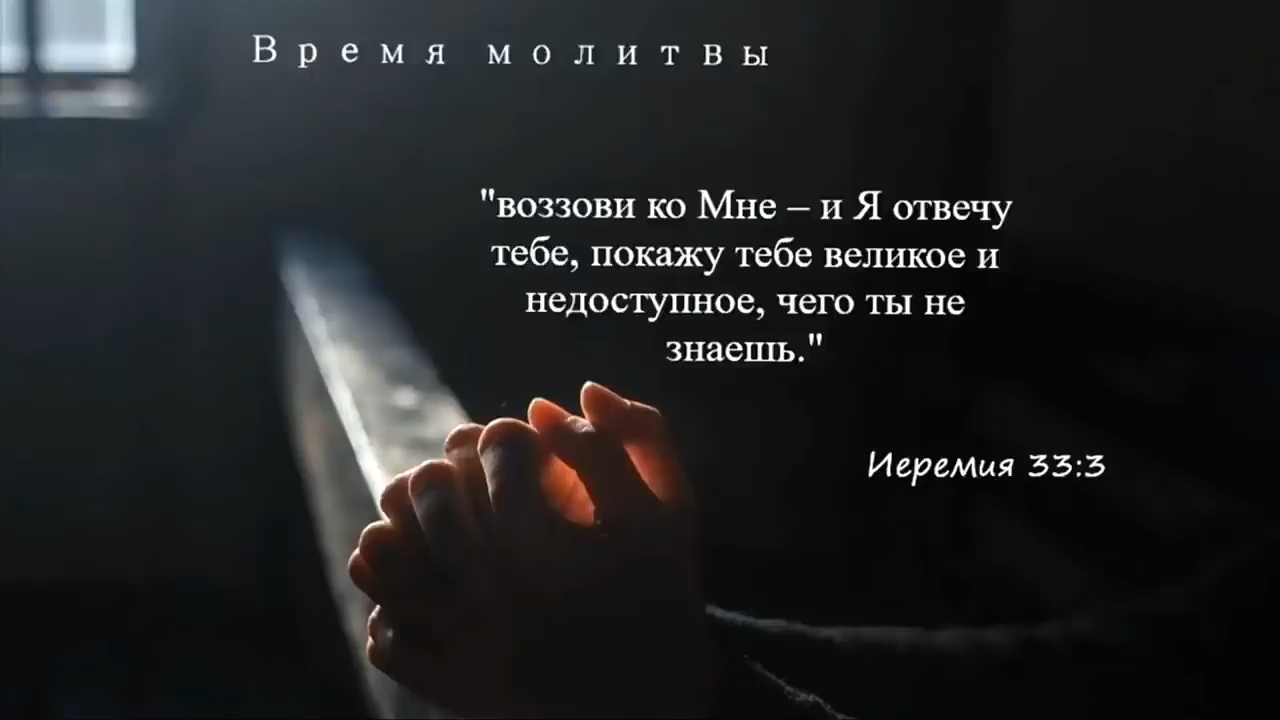 Время молитвы
"воззови ко Мне – и Я отвечу
тебе, покажу тебе великое и
недоступное, чего ты не
знаешь."
Иеремия 33:3